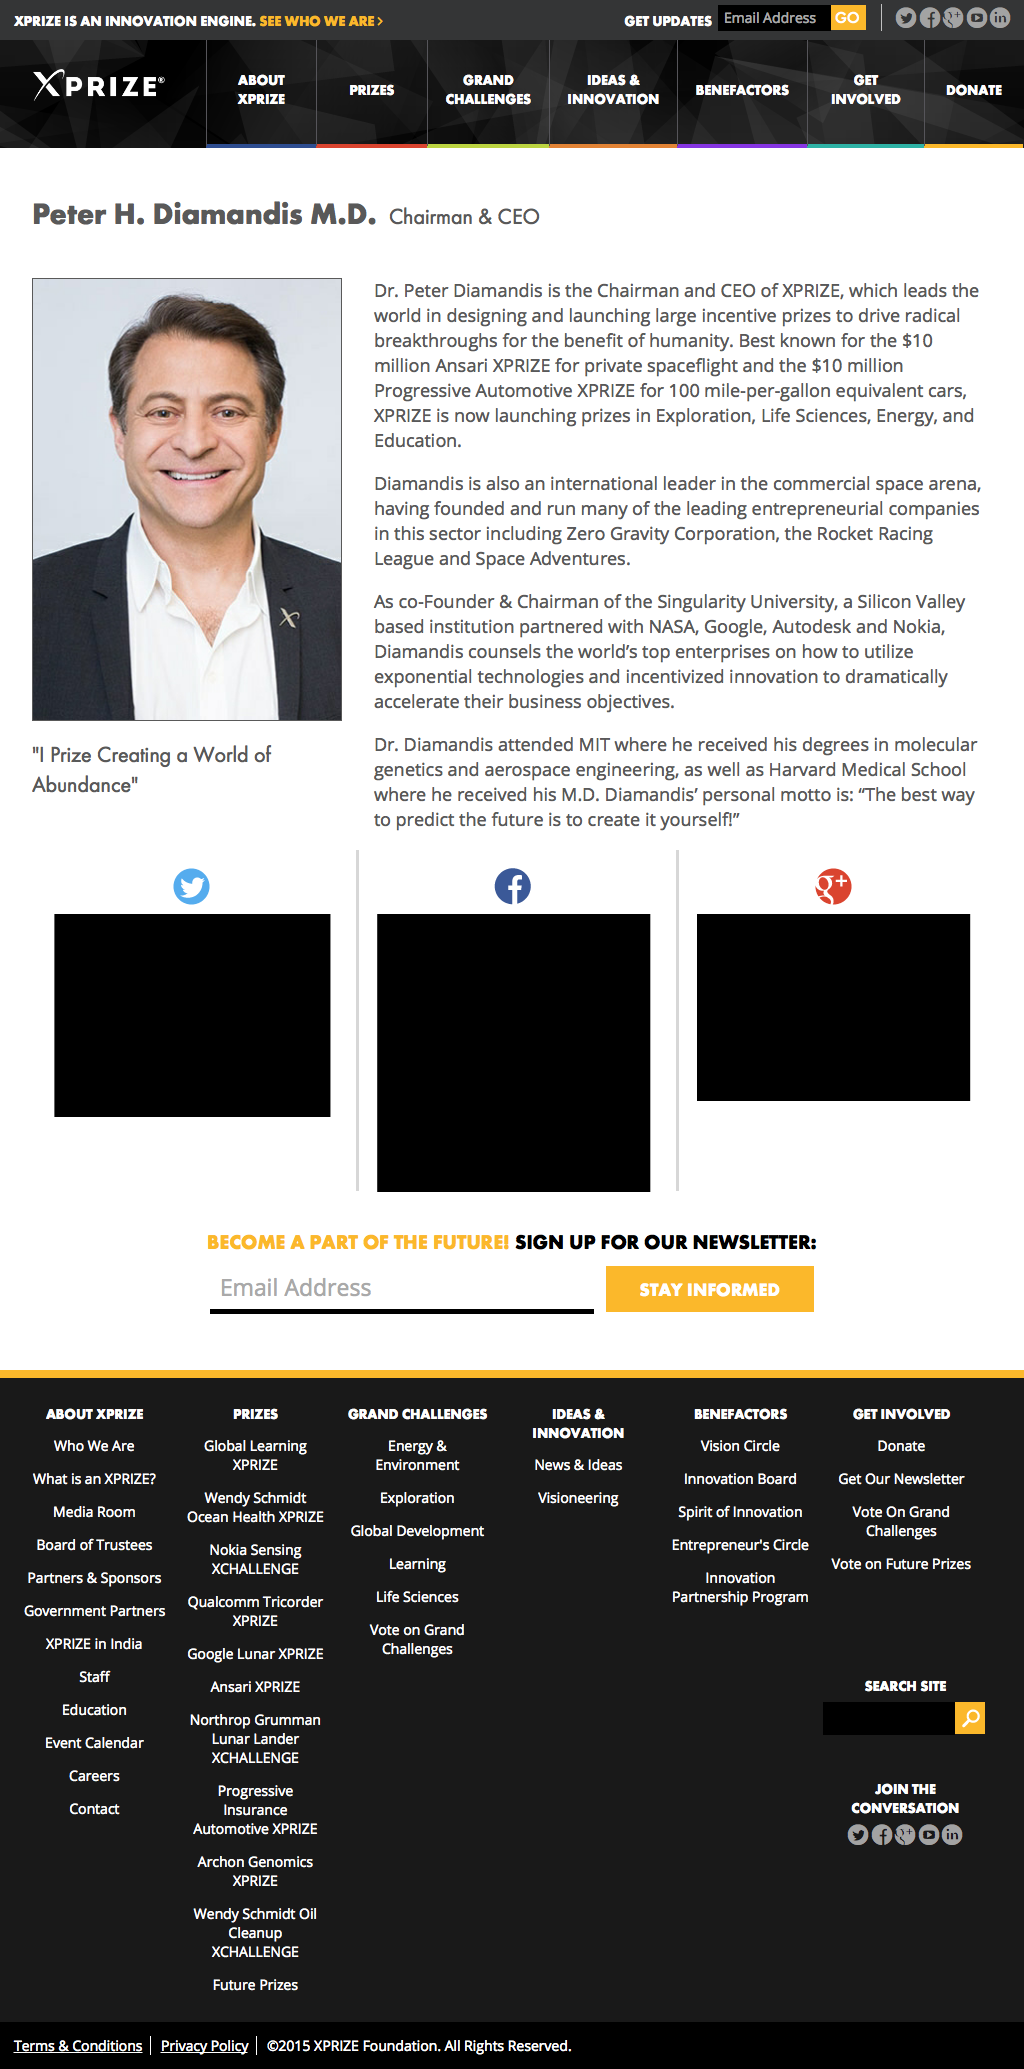 XPRIZE IS AN INNOVATION ENGINE. SEE WHO WE ARE >
GET UPDATES Email Address GO
XPRIZE®
ABOUT
XPRIZE
PRIZES
GRAND
CHALLENGES
IDEAS &
INNOVATION
BENEFACTORS
GET
INVOLVED
DONATE
Peter H. Diamandis M.D. Chairman & CEO
Dr. Peter Diamandis is the Chairman and CEO of XPRIZE, which leads the
world in designing and launching large incentive prizes to drive radical
breakthroughs for the benefit of humanity. Best known for the $10
million Ansari XPRIZE for private spaceflight and the $10 million
Progressive Automotive XPRIZE for 100 mile-per-gallon equivalent cars,
XPRIZE is now launching prizes in Exploration, Life Sciences, Energy, and
Education.
Diamandis is also an international leader in the commercial space arena,
having founded and run many of the leading entrepreneurial companies
in this sector including Zero Gravity Corporation, the Rocket Racing
League and Space Adventures.
As co-Founder & Chairman of the Singularity University, a Silicon Valley
based institution partnered with NASA, Google, Autodesk and Nokia,
Diamandis counsels the world’s top enterprises on how to utilize
exponential technologies and incentivized innovation to dramatically
accelerate their business objectives.
Dr. Diamandis attended MIT where he received his degrees in molecular
genetics and aerospace engineering, as well as Harvard Medical School
where he received his M.D. Diamandis’ personal motto is: “The best way
to predict the future is to create it yourself!”
"I Prize Creating a World of
Abundance"
BECOME A PART OF THE FUTURE! SIGN UP FOR OUR NEWSLETTER:
Email Address
STAY INFORMED
ABOUT XPRIZE
Who We Are
What is an XPRIZE?
Media Room
Board of Trustees
Partners & Sponsors
Government Partners
XPRIZE in India
Staff
Education
Event Calendar
Careers
Contact
PRIZES
Global Learning
XPRIZE
Wendy Schmidt
Ocean Health XPRIZE
Nokia Sensing
XCHALLENGE
Qualcomm Tricorder
XPRIZE
Google Lunar XPRIZE
Ansari XPRIZE
Northrop Grumman
Lunar Lander
XCHALLENGE
Progressive
Insurance
Automotive XPRIZE
Archon Genomics
XPRIZE
Wendy Schmidt Oil
Cleanup
XCHALLENGE
Future Prizes
GRAND CHALLENGES
Energy &
Environment
Exploration
Global Development
Learning
Life Sciences
Vote on Grand
Challenges
IDEAS &
INNOVATION
News & Ideas
Visioneering
BENEFACTORS
Vision Circle
Innovation Board
Spirit of Innovation
Entrepreneur's Circle
Innovation
Partnership Program
GET INVOLVED
Donate
Get Our Newsletter
Vote On Grand
Challenges
Vote on Future Prizes
SEARCH SITE
JOIN THE
CONVERSATION
Terms & Conditions | Privacy Policy | ©2015 XPRIZE Foundation. All Rights Reserved.